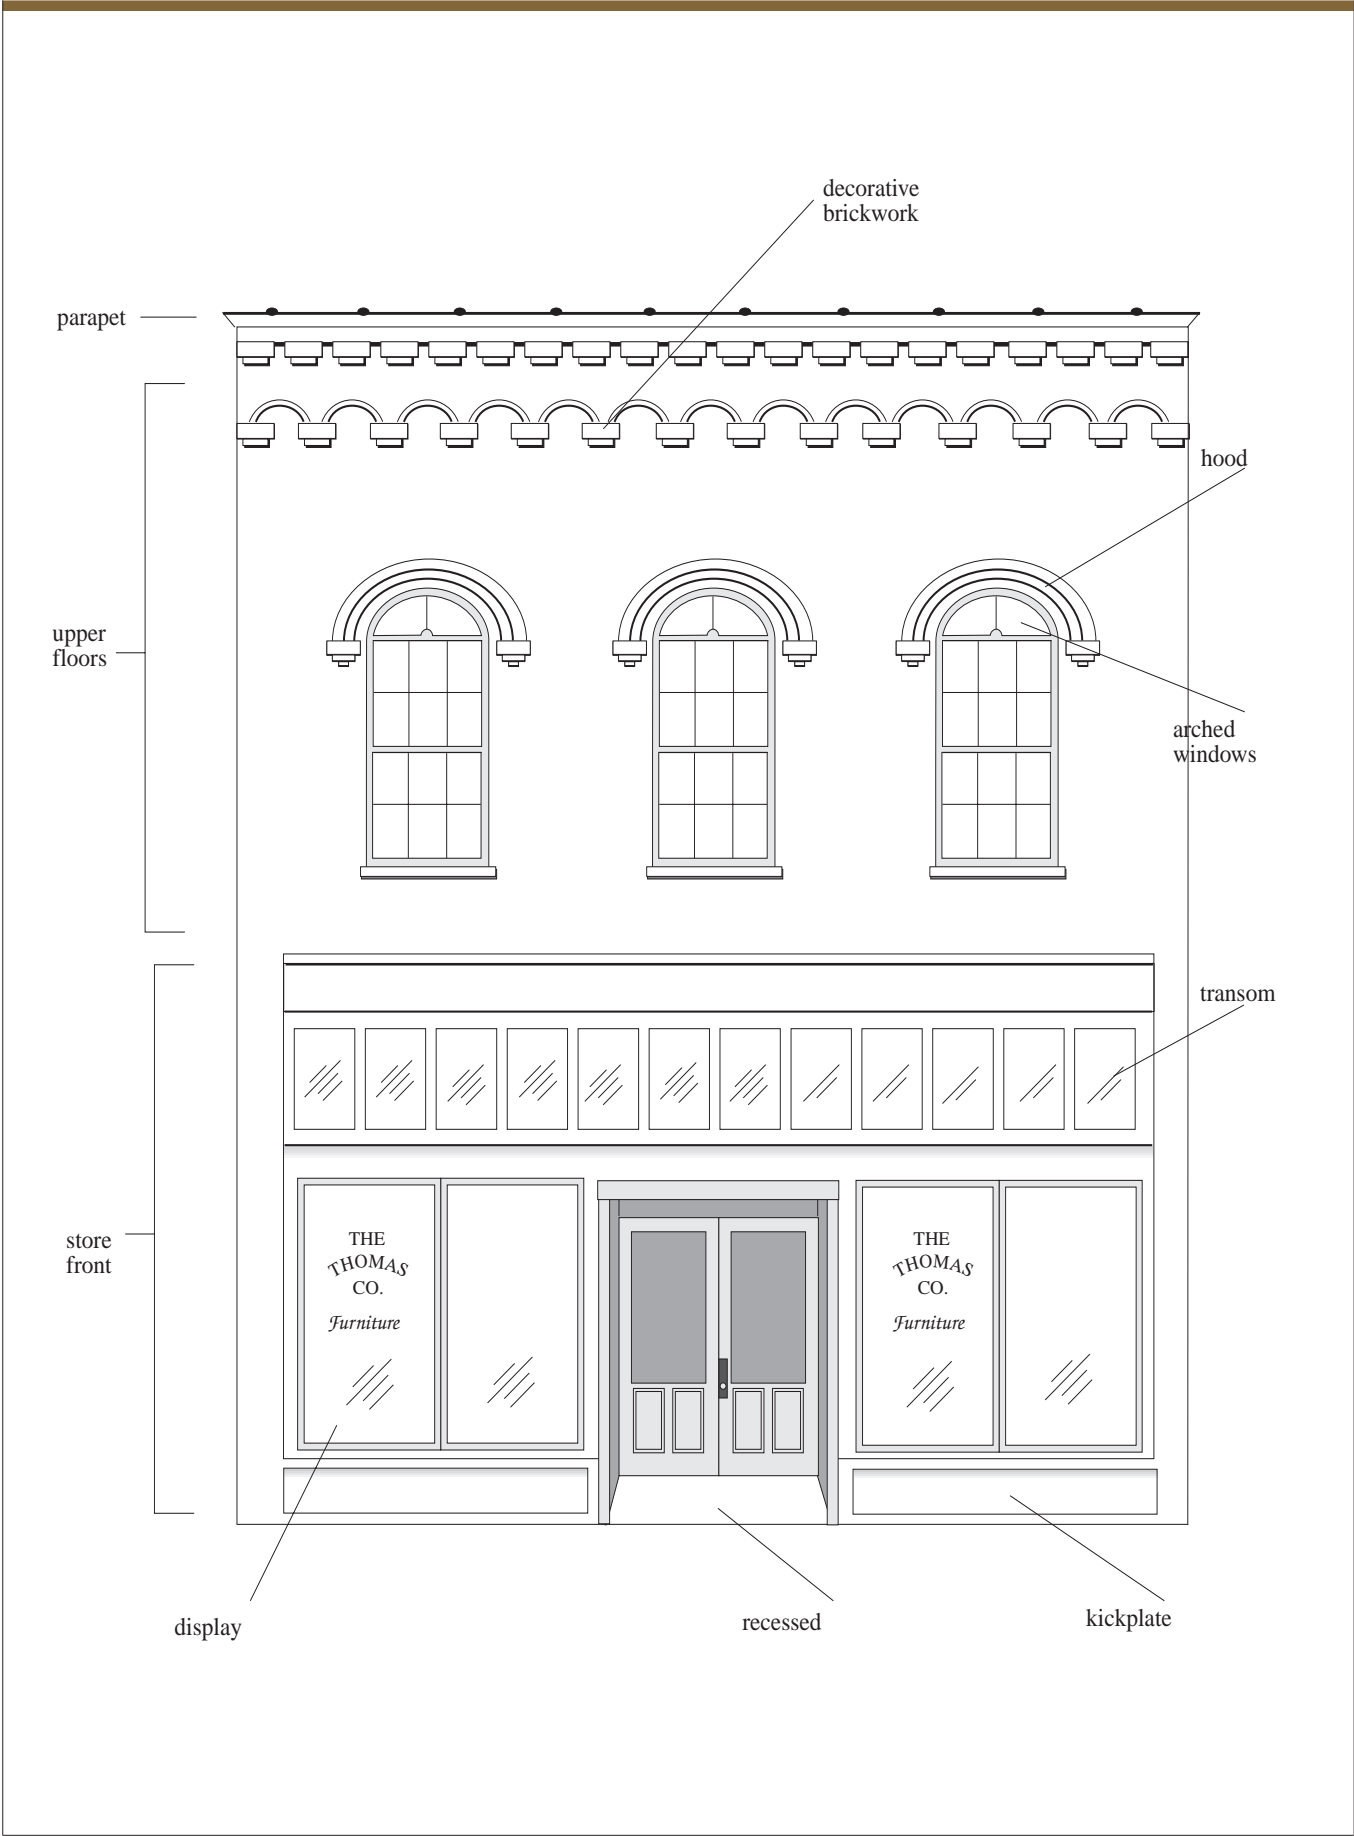 decorative
brickwork
parapet
hood
upper
floors
arched
windows
transom
store
front
THE
THOMAS
CO.
Furniture
THE
THOMAS
CO.
Furniture
display
recessed
kickplate